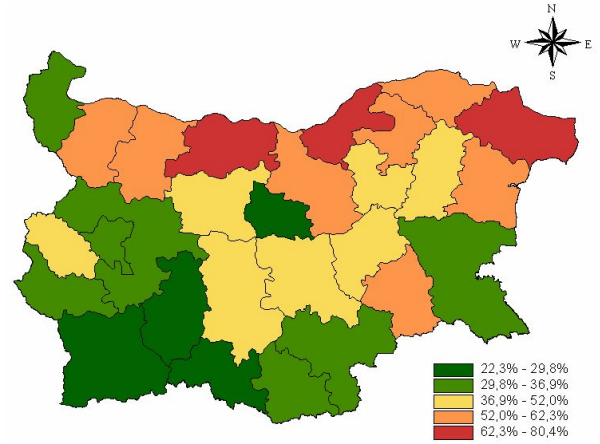 N
W E
S
22,3% - 29,8%
29,8% - 36,9%
36,9% - 52,0%
52,0% - 62,3%
62,3% - 80,4%